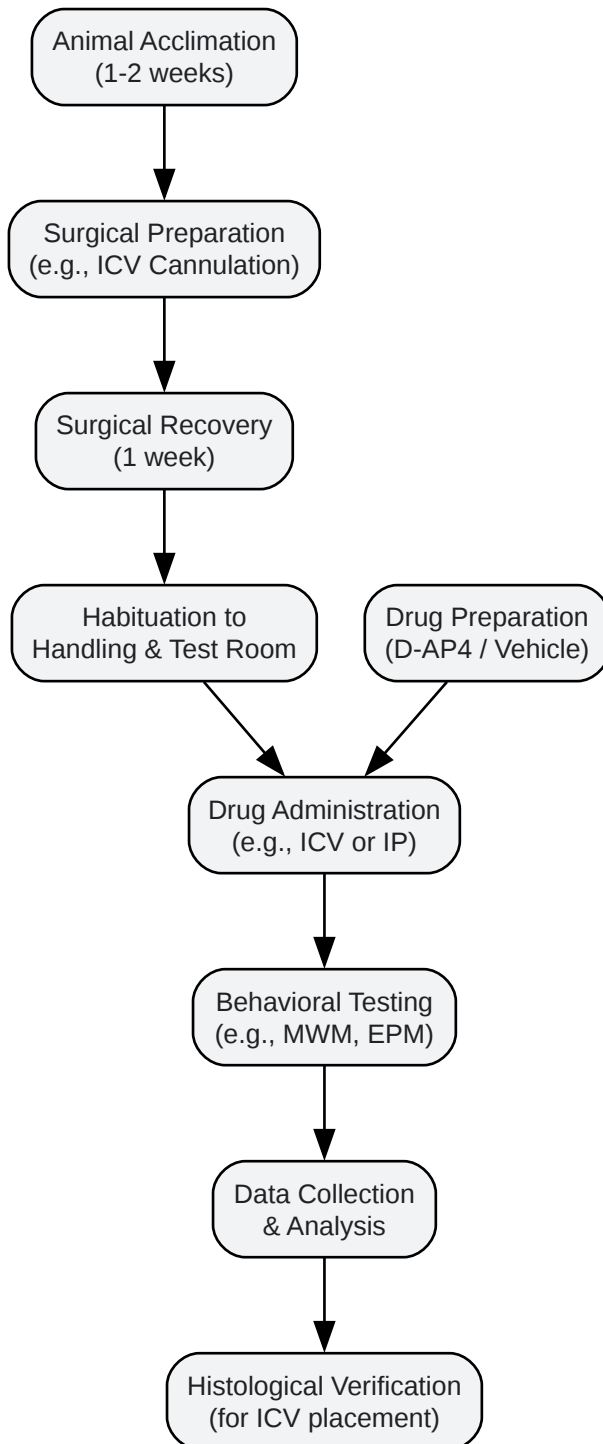 Animal Acclimation
(1-2 weeks)
Surgical Preparation
(e.g., ICV Cannulation)
Surgical Recovery
(1 week)
Habituation to
Handling & Test Room
Drug Preparation
(D-AP4 / Vehicle)
Drug Administration
(e.g., ICV or IP)
Behavioral Testing
(e.g., MWM, EPM)
Data Collection
& Analysis
Histological Verification
(for ICV placement)